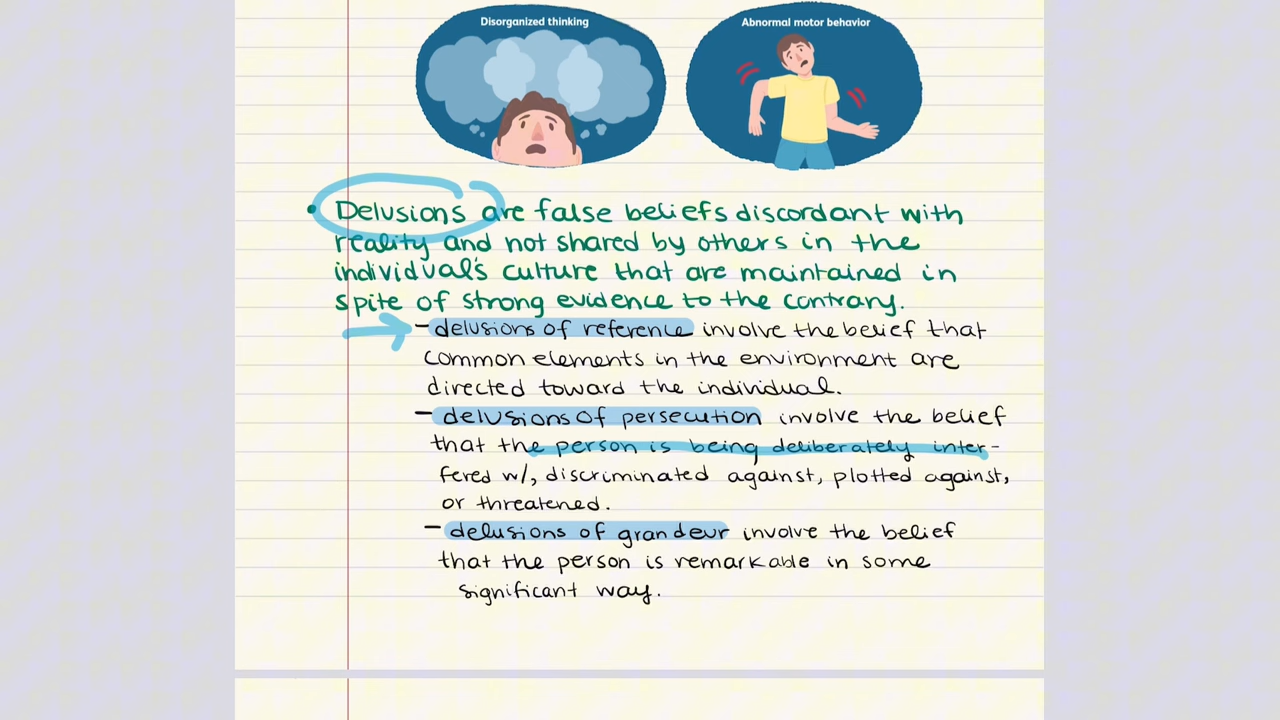 Disorganized thinking
Abnormal motor behavior
• Delusions are false beliefs discordant with
reality and not shared by others in the
individual's culture that are maintained in
spite of strong evidence to the contrary.
- delusions of reference involve the belief that
common elements in the environment are
directed toward the individual.
- delusions of persecution involve the belief
that the person is being deliberately inter-
fered w/, discriminated against, plotted against,
or threatened.
- delusions of grandeur involve the belief
that the person is remarkable in some
significant way.